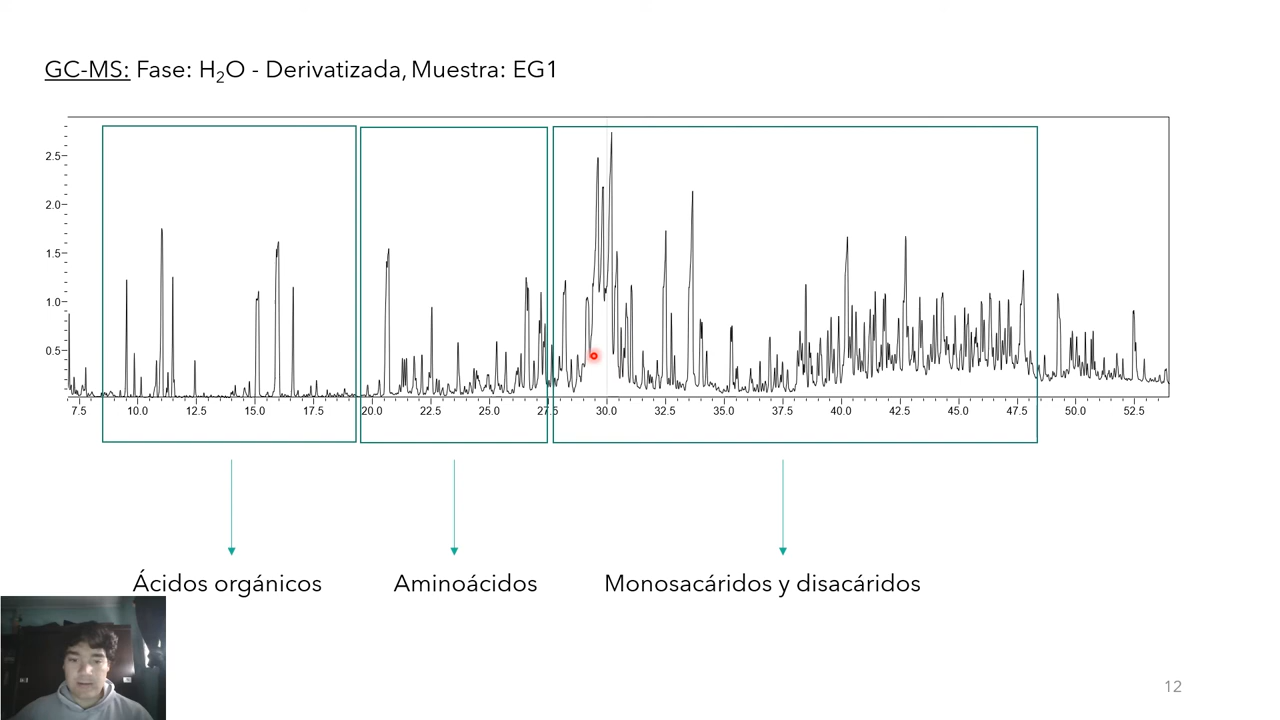 GC-MS: Fase: H₂O - Derivatizada, Muestra: EG1
2.5
2.0
1.5
1.0
0.5
7.5 10.0 12.5 15.0 17.5 20.0 22.5 25.0 27.5 30.0 32.5 35.0 37.5 40.0 42.5 45.0 47.5 50.0 52.5
Ácidos orgánicos Aminoácidos Monosacáridos y disacáridos
12